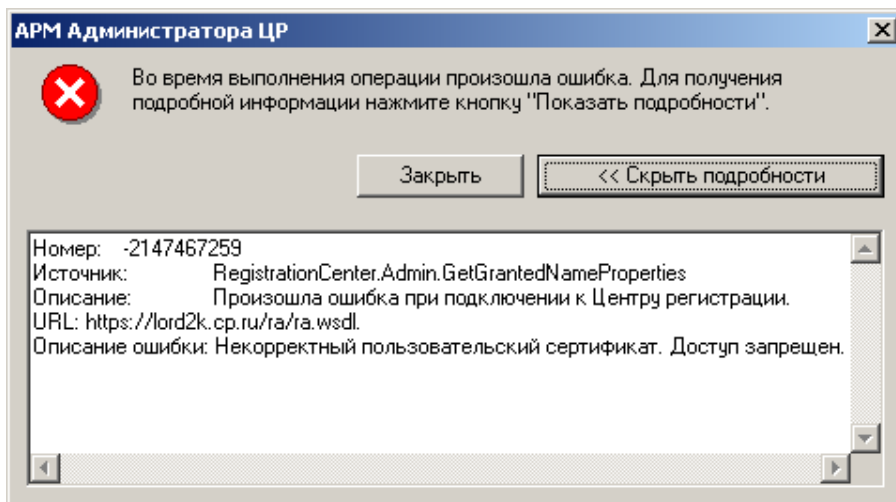 АРМ Администратора ЦР
Во время выполнения операции произошла ошибка. Для получения
подробной информации нажмите кнопку "Показать подробности".
Закрыть
<< Скрыть подробности
Номер: -2147467259
Источник: RegistrationCenter.Admin.GetGrantedNameProperties
Описание: Произошла ошибка при подключении к Центру регистрации.
URL: https://lord2k.cp.ru/ra/ra.wsdl.
Описание ошибки: Некорректный пользовательский сертификат. Доступ запрещен.